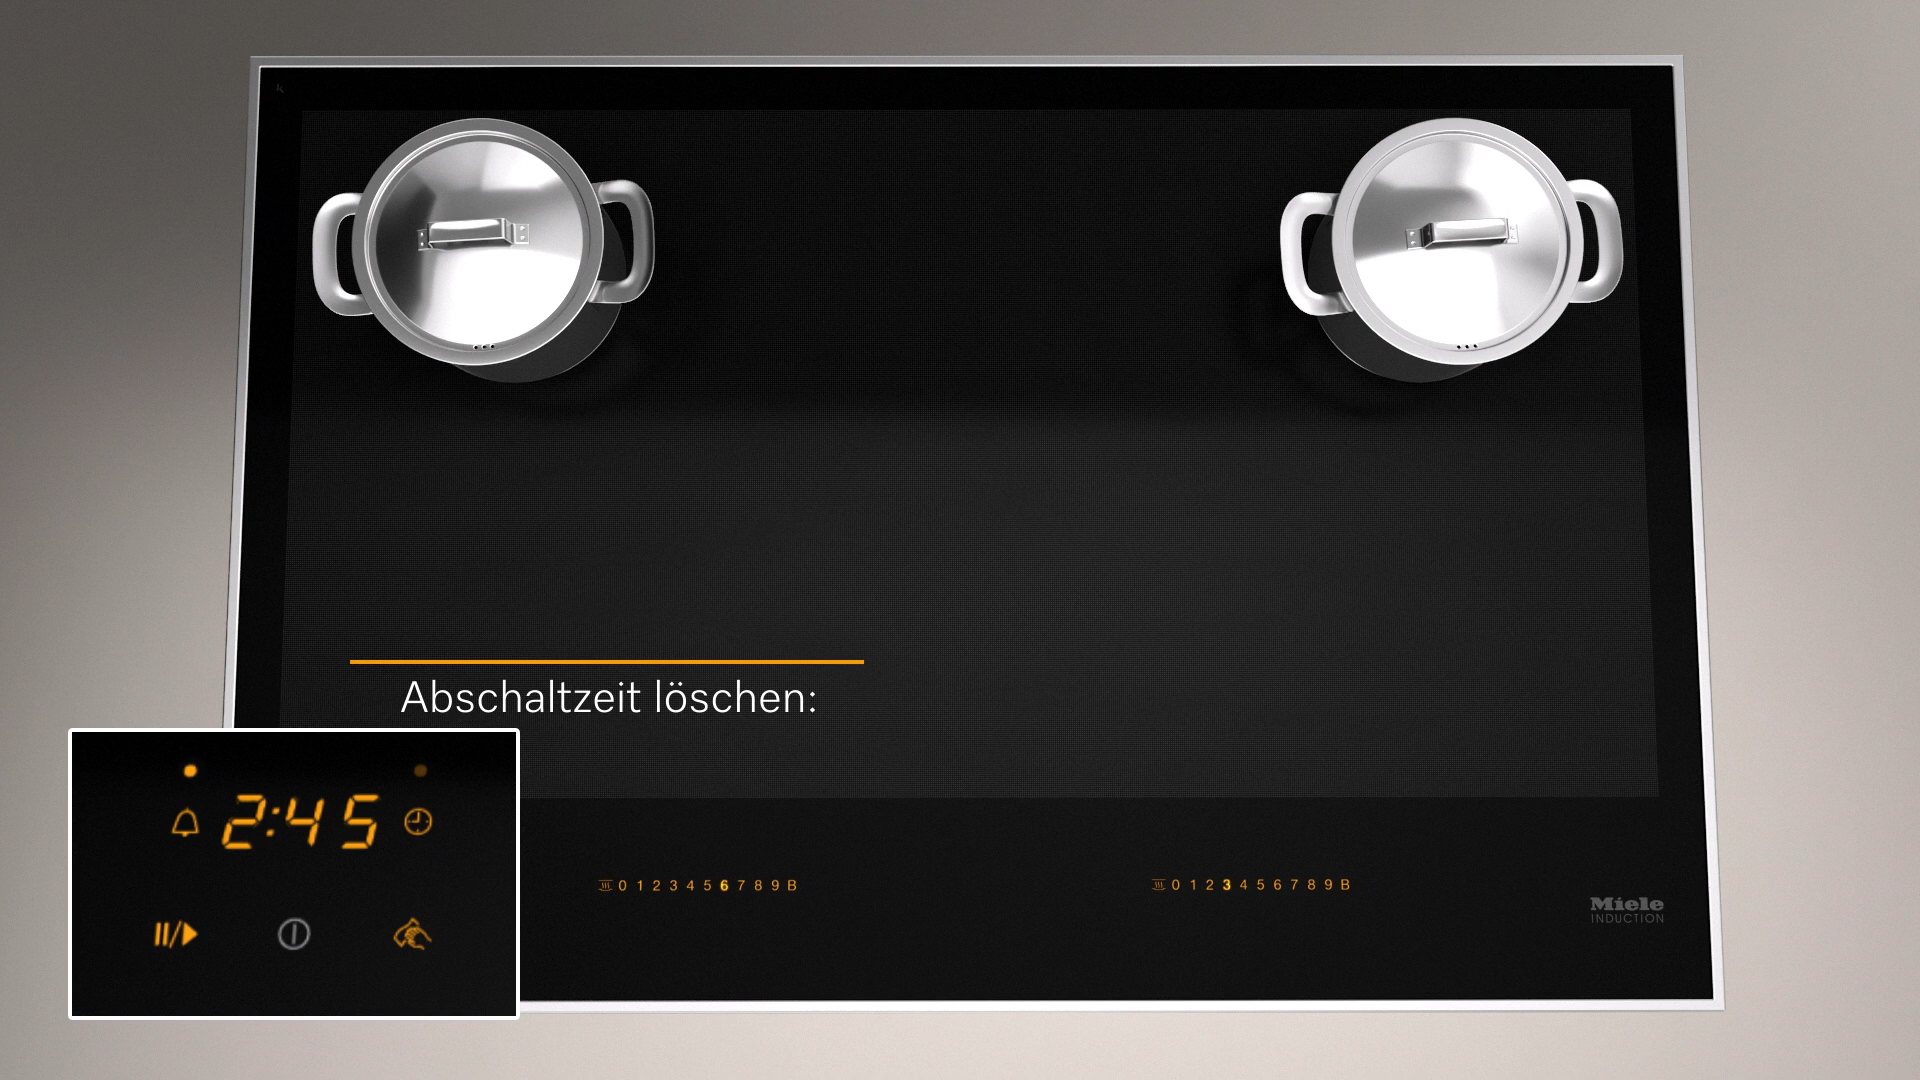 Abschaltzeit löschen:
2:45
0 1 2 3 4 5 6 7 8 9 B
0 1 2 3 4 5 6 7 8 9 B
Miele
INDUCTION